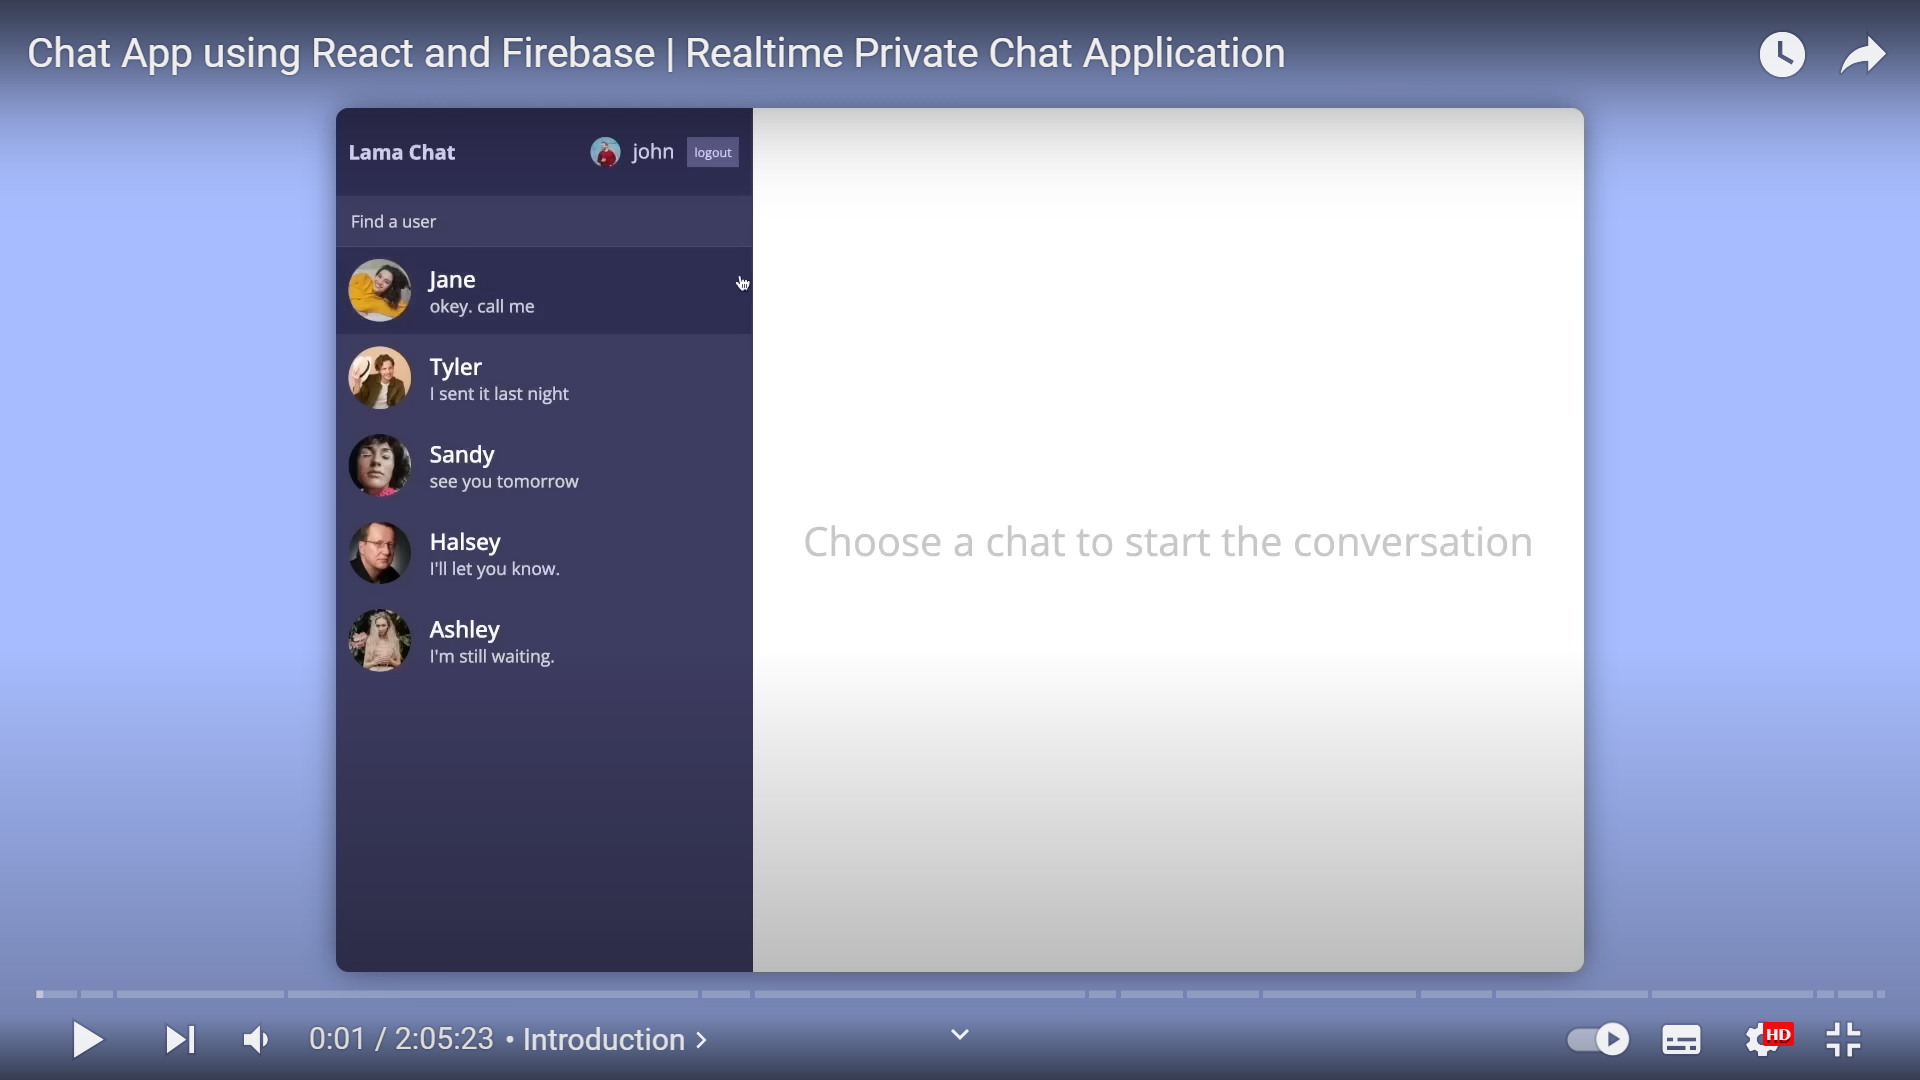 Chat App using React and Firebase | Realtime Private Chat Application
Lama Chat
john
logout
Find a user
Jane
okey. call me
Tyler
I sent it last night
Sandy
see you tomorrow
Halsey
I'll let you know.
Ashley
I'm still waiting.
Choose a chat to start the conversation
0:01 / 2:05:23 • Introduction >
HD